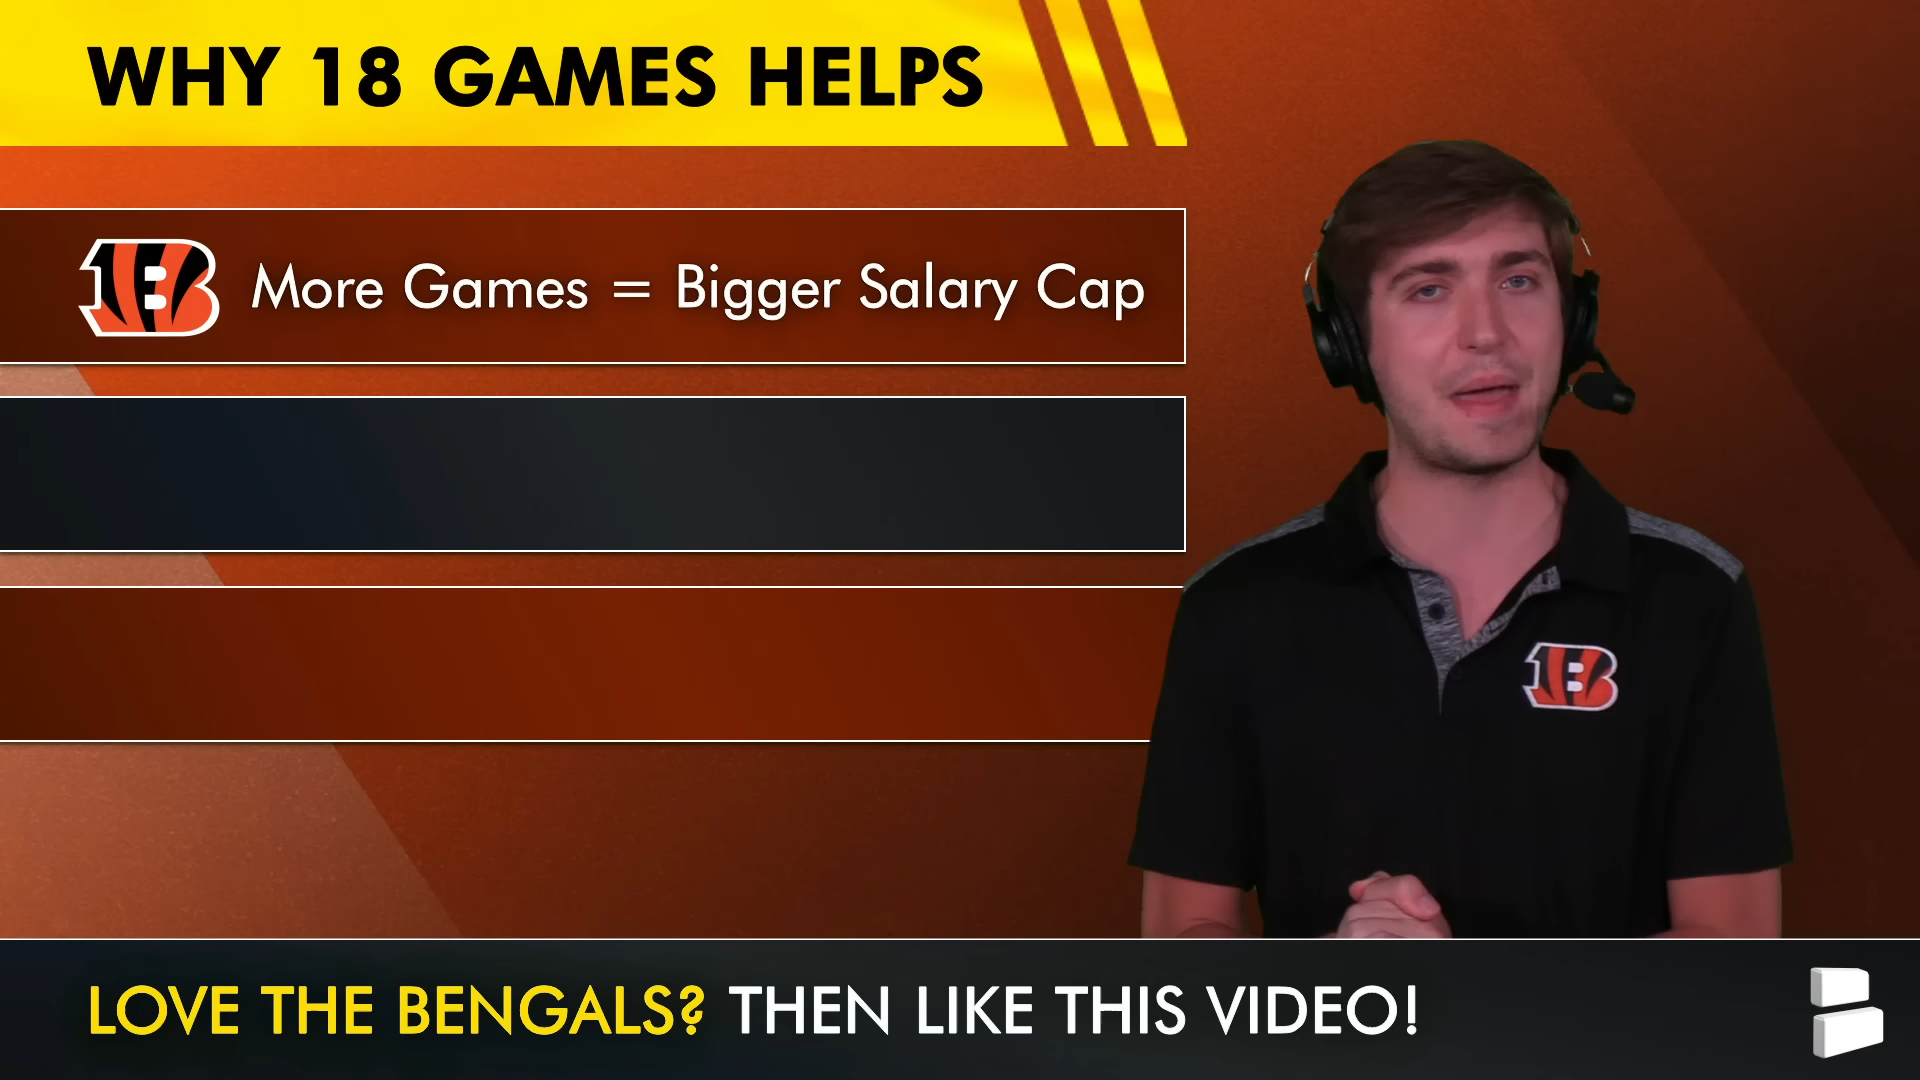 WHY 18 GAMES HELPS
More Games = Bigger Salary Cap
LOVE THE BENGALS? THEN LIKE THIS VIDEO!